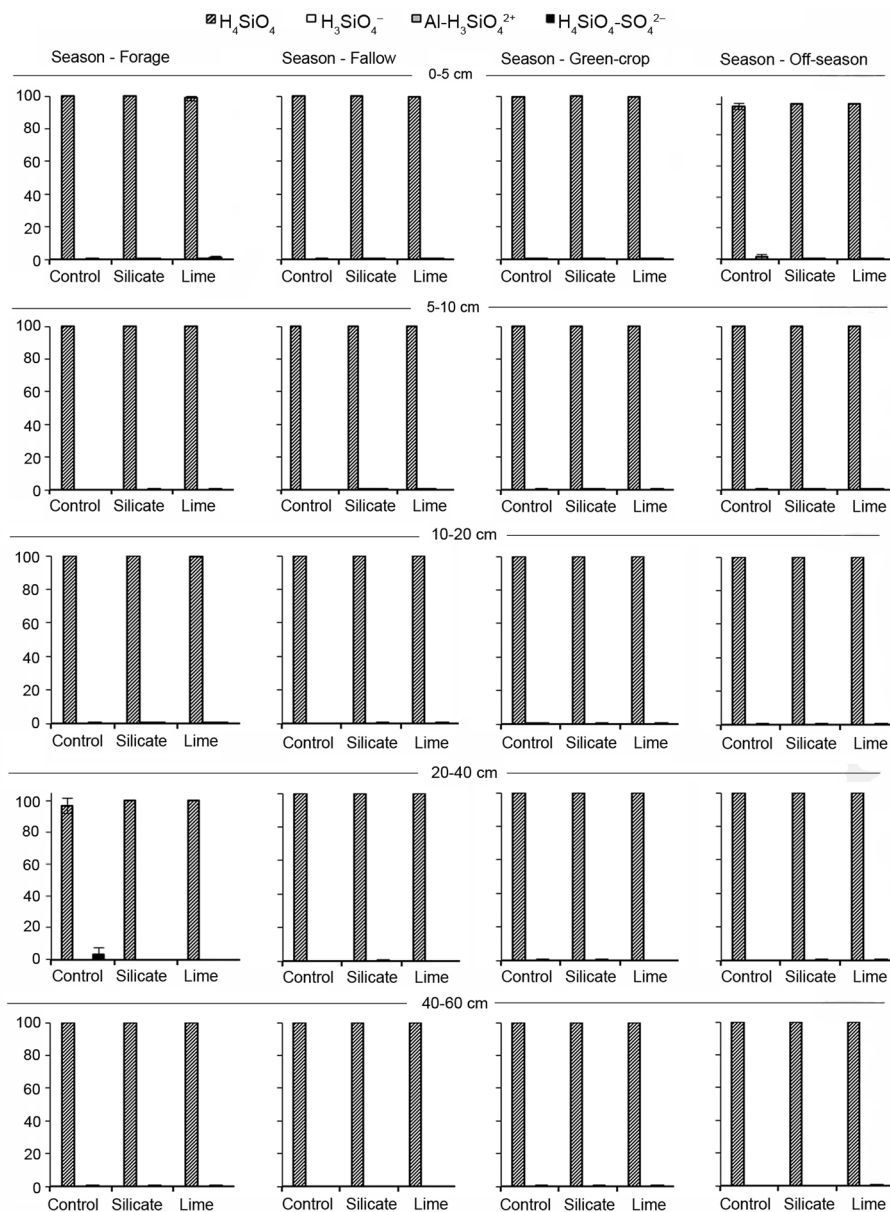 H₄SiO₄ H₃SiO₄⁻ Al-H₃SiO₄²⁺ H₄SiO₄-SO₄²⁻
Season - Forage Season - Fallow Season - Green-crop Season - Off-season
0-5 cm
100
80
60
40
20
0
Control Silicate Lime Control Silicate Lime Control Silicate Lime Control Silicate Lime
5-10 cm
100
80
60
40
20
0
Control Silicate Lime Control Silicate Lime Control Silicate Lime Control Silicate Lime
10-20 cm
100
80
60
40
20
0
Control Silicate Lime Control Silicate Lime Control Silicate Lime Control Silicate Lime
20-40 cm
100
80
60
40
20
0
Control Silicate Lime Control Silicate Lime Control Silicate Lime Control Silicate Lime
40-60 cm
100
80
60
40
20
0
Control Silicate Lime Control Silicate Lime Control Silicate Lime Control Silicate Lime